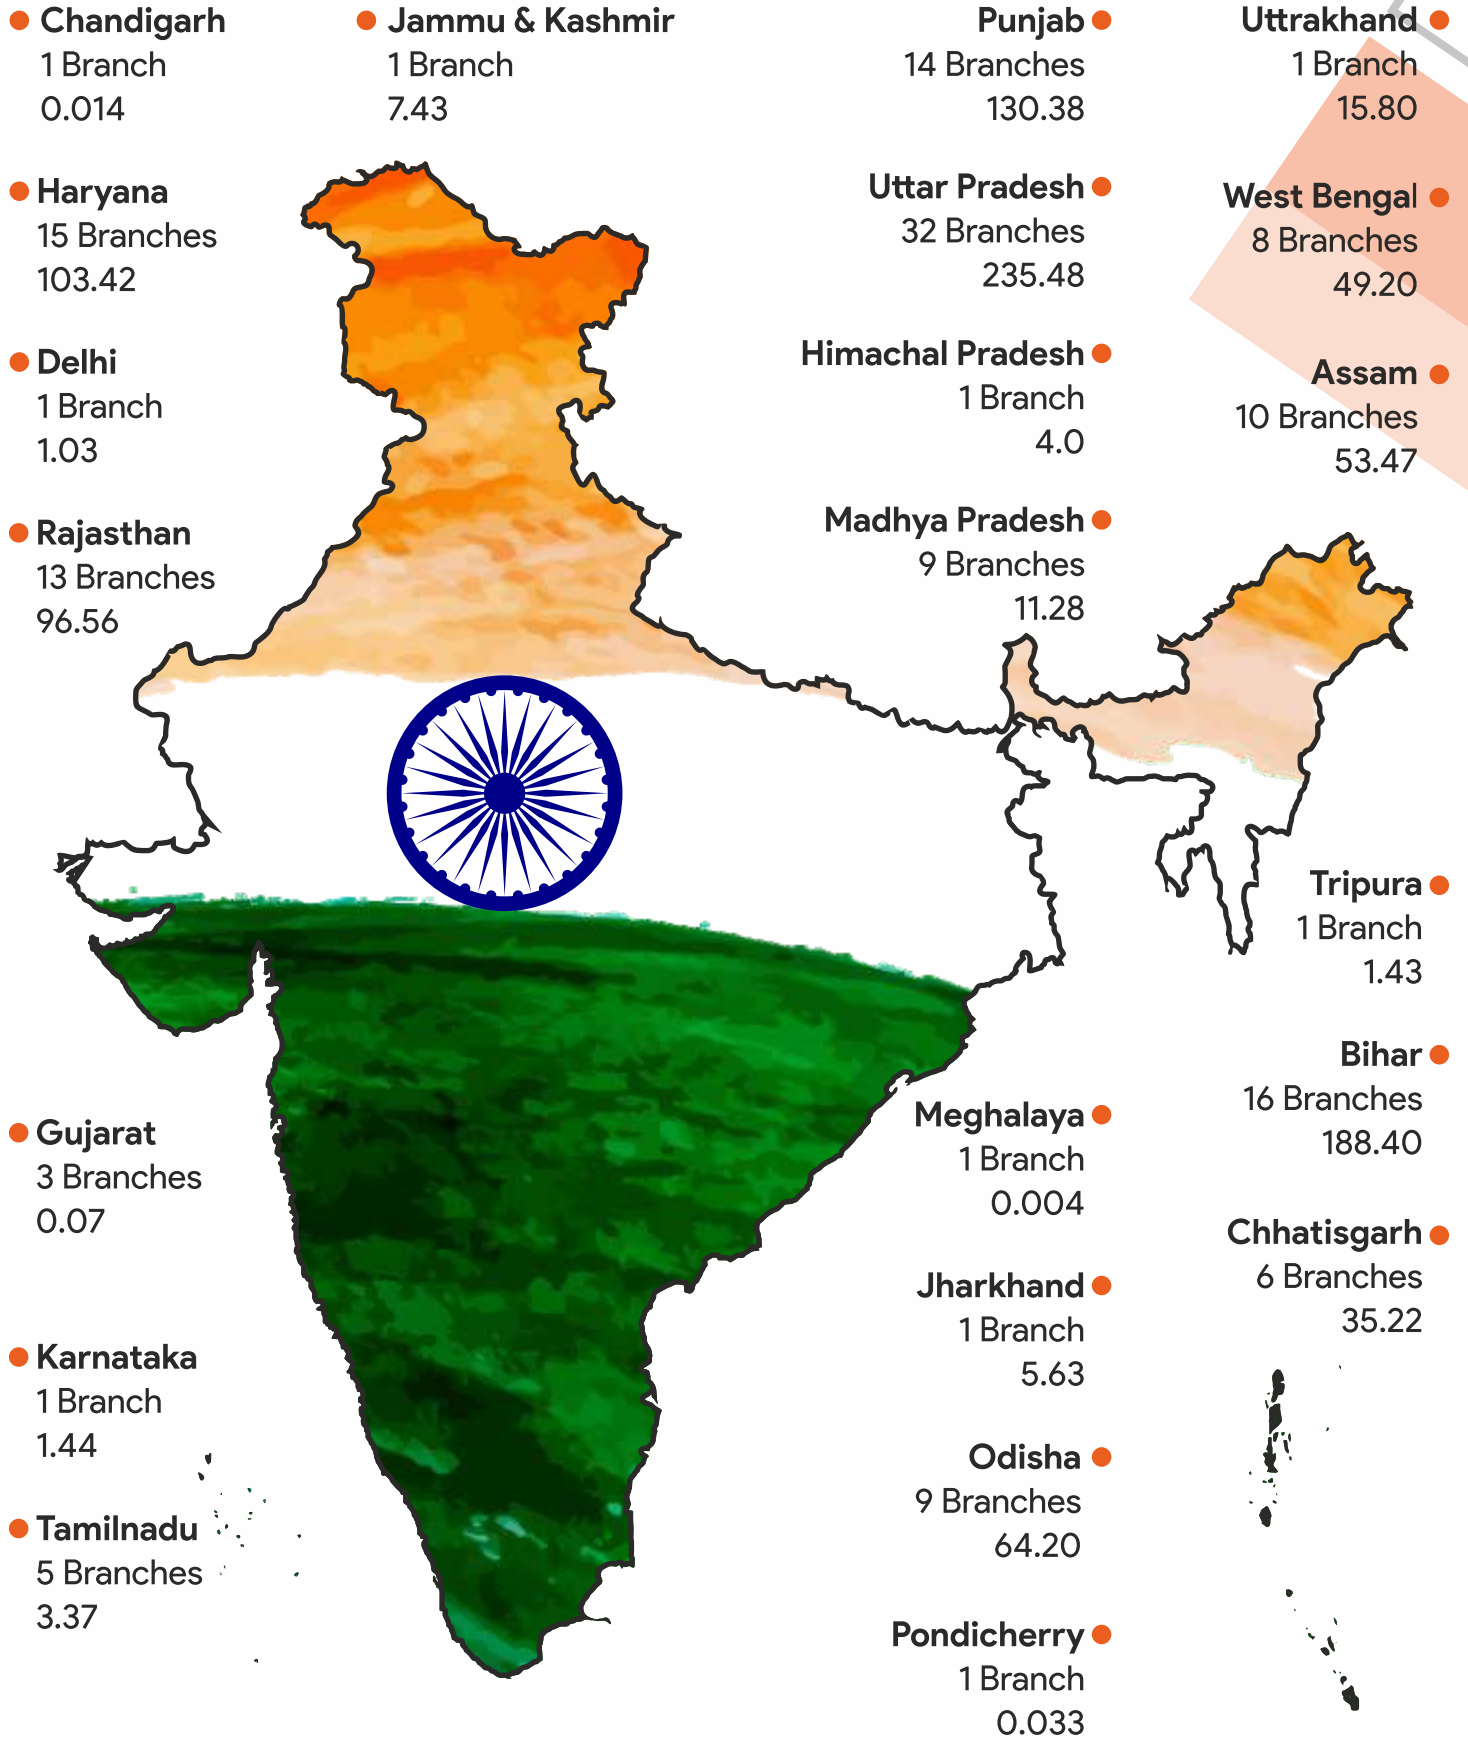 Chandigarh
1 Branch
0.014
Jammu & Kashmir
1 Branch
7.43
Punjab
14 Branches
130.38
Uttrakhand
1 Branch
15.80
Haryana
15 Branches
103.42
Uttar Pradesh
32 Branches
235.48
West Bengal
8 Branches
49.20
Delhi
1 Branch
1.03
Himachal Pradesh
1 Branch
4.0
Assam
10 Branches
53.47
Rajasthan
13 Branches
96.56
Madhya Pradesh
9 Branches
11.28
Tripura
1 Branch
1.43
Bihar
16 Branches
188.40
Gujarat
3 Branches
0.07
Meghalaya
1 Branch
0.004
Chhatisgarh
6 Branches
35.22
Karnataka
1 Branch
1.44
Jharkhand
1 Branch
5.63
Odisha
9 Branches
64.20
Tamilnadu
5 Branches
3.37
Pondicherry
1 Branch
0.033